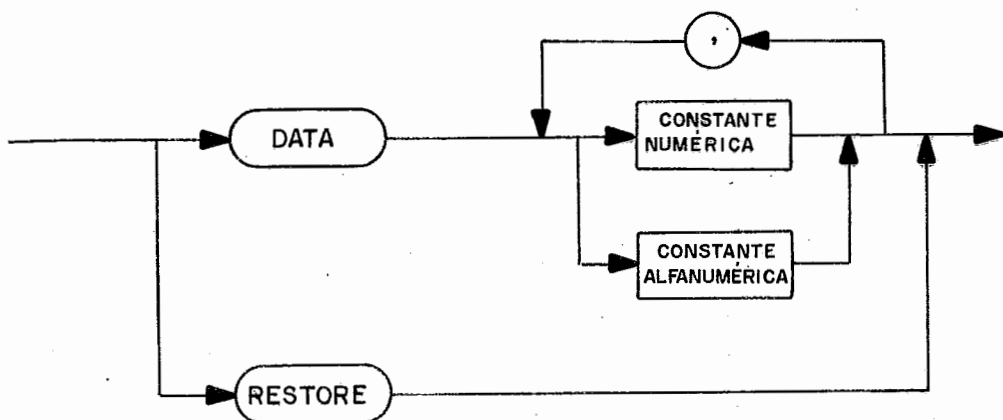 ,
DATA
CONSTANTE
NUMÉRICA
CONSTANTE
ALFANUMÉRICA
RESTORE